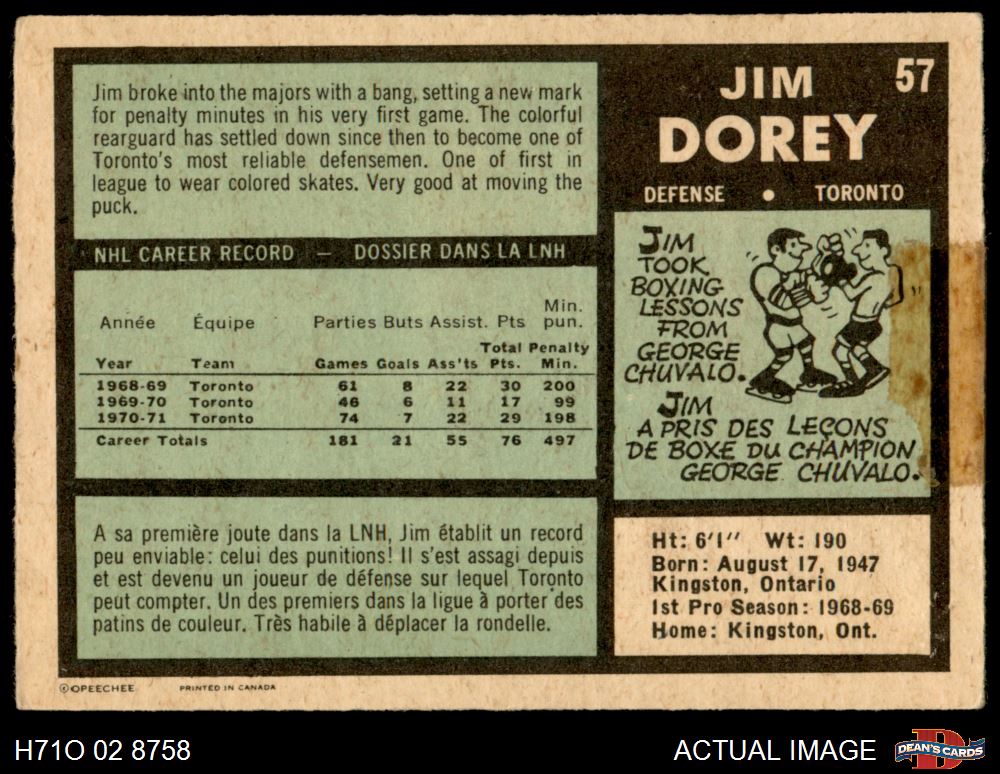 57
JIM
DOREY
DEFENSE • TORONTO
Jim broke into the majors with a bang, setting a new mark
for penalty minutes in his very first game. The colorful
rearguard has settled down since then to become one of
Toronto's most reliable defensemen. One of first in
league to wear colored skates. Very good at moving the
puck.
NHL CAREER RECORD — DOSSIER DANS LA LNH
Min.
Année Équipe Parties Buts Assist. Pts pun.
Total Penalty
Year Team Games Goals Ass'ts Pts. Min.
1968-69 Toronto 61 8 22 30 200
1969-70 Toronto 46 6 11 17 99
1970-71 Toronto 74 7 22 29 198
Career Totals 181 21 55 76 497
A sa première joute dans la LNH, Jim établit un record
peu enviable: celui des punitions! Il s'est assagi depuis
et est devenu un joueur de défense sur lequel Toronto
peut compter. Un des premiers dans la ligue à porter des
patins de couleur. Très habile à déplacer la rondelle.
JIM
TOOK
BOXING
LESSONS
FROM
GEORGE
CHUVALO.
JIM
A PRIS DES LEÇONS
DE BOXE DU CHAMPION
GEORGE CHUVALO.
Ht: 6'1" Wt: 190
Born: August 17, 1947
Kingston, Ontario
1st Pro Season: 1968-69
Home: Kingston, Ont.
© OPEECHEE PRINTED IN CANADA
H71O 02 8758
ACTUAL IMAGE
D
DEAN'S CARDS